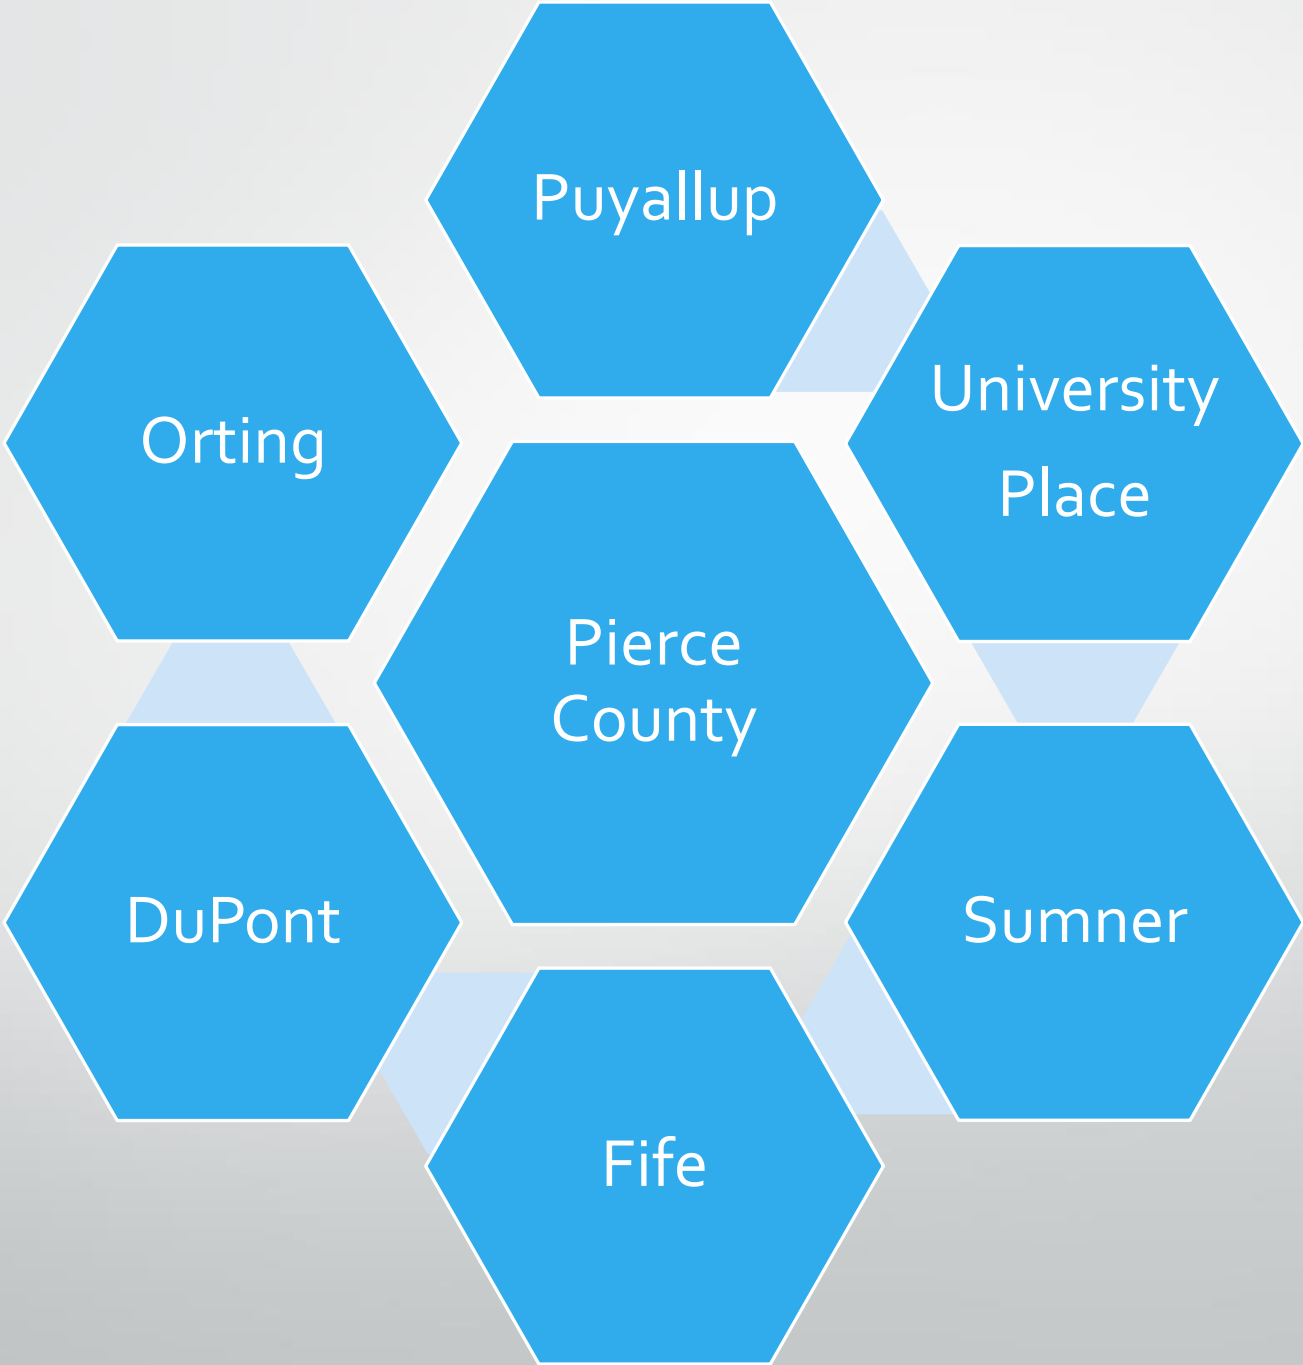 Puyallup
Orting
University
Place
Pierce
County
DuPont
Sumner
Fife